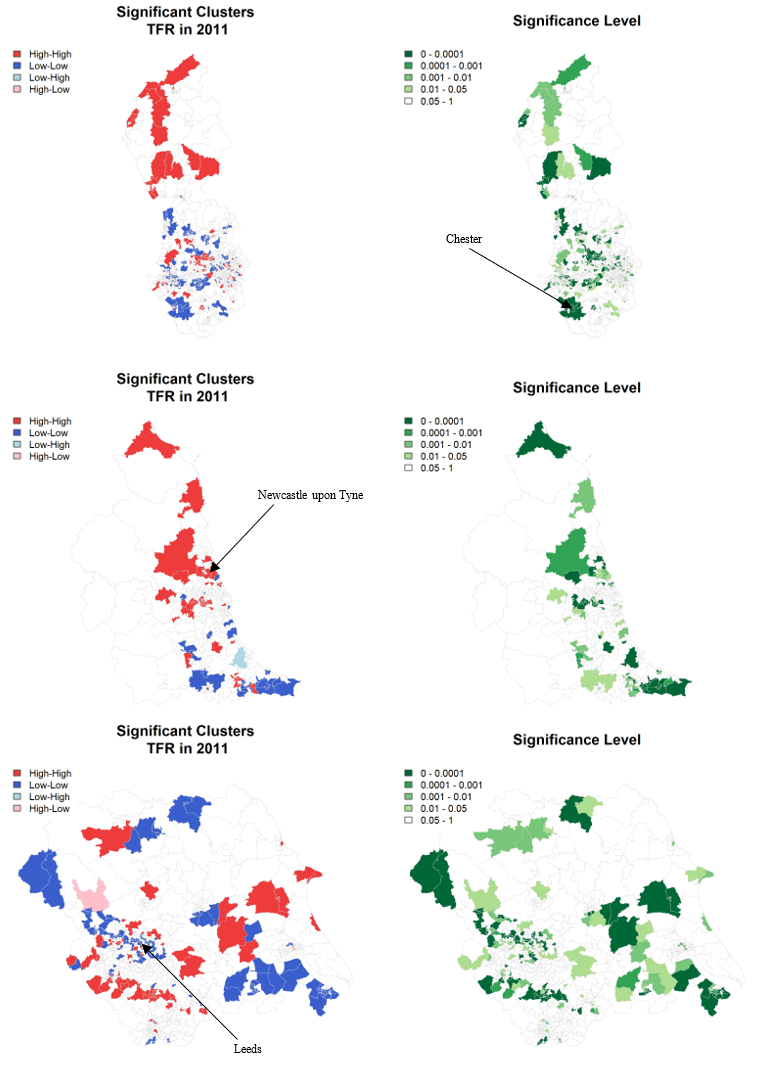 Significant Clusters
TFR in 2011
High-High
Low-Low
Low-High
High-Low
Significance Level
0 - 0.0001
0.0001 - 0.001
0.001 - 0.01
0.01 - 0.05
0.05 - 1
Chester
Significant Clusters
TFR in 2011
High-High
Low-Low
Low-High
High-Low
Newcastle upon Tyne
Significance Level
0 - 0.0001
0.0001 - 0.001
0.001 - 0.01
0.01 - 0.05
0.05 - 1
Significant Clusters
TFR in 2011
High-High
Low-Low
Low-High
High-Low
Leeds
Significance Level
0 - 0.0001
0.0001 - 0.001
0.001 - 0.01
0.01 - 0.05
0.05 - 1